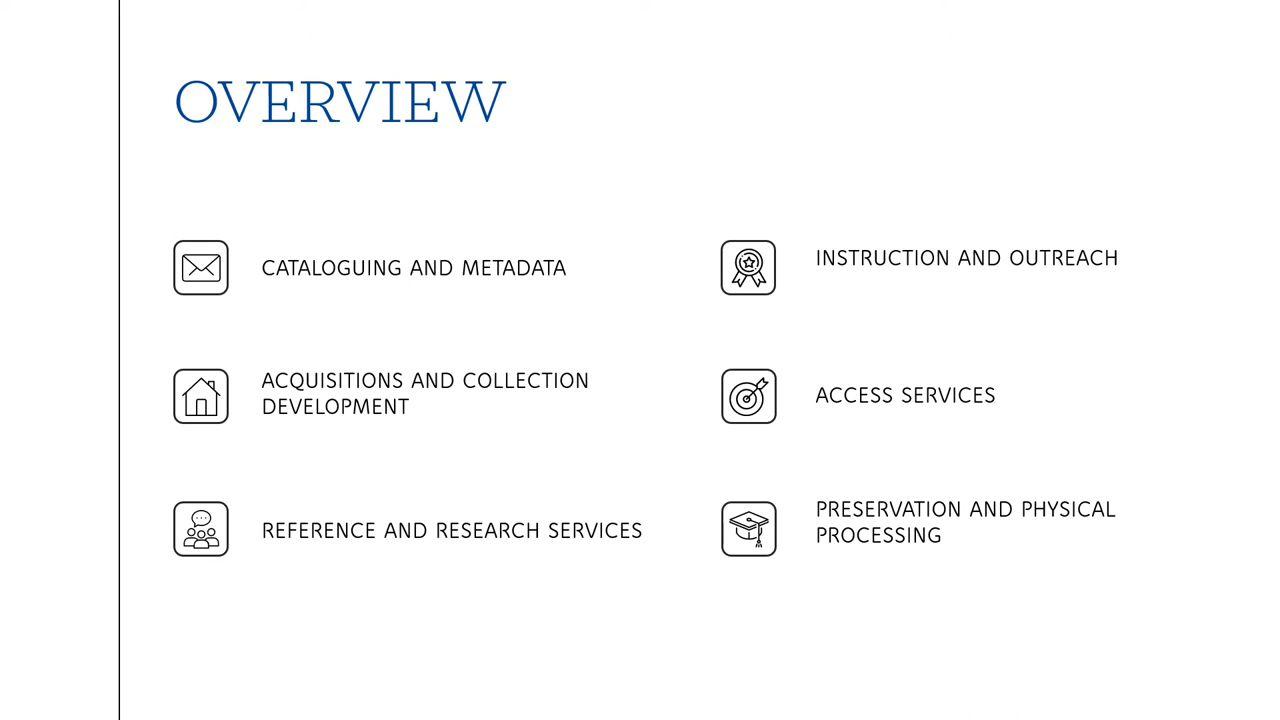 OVERVIEW
CATALOGUING AND METADATA
ACQUISITIONS AND COLLECTION
DEVELOPMENT
REFERENCE AND RESEARCH SERVICES
INSTRUCTION AND OUTREACH
ACCESS SERVICES
PRESERVATION AND PHYSICAL
PROCESSING